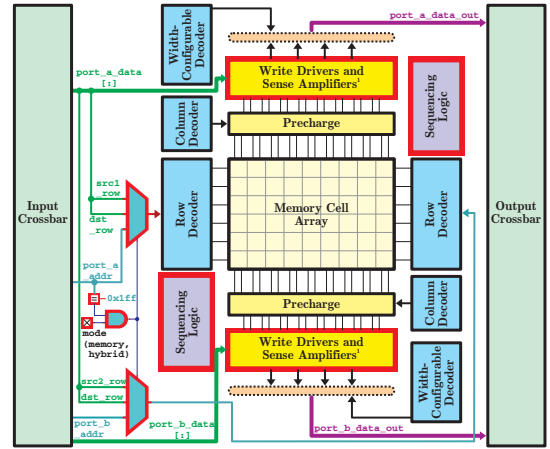 Width-
Configurable
Decoder
port_a_data_out
port_a_data
[:]
Write Drivers and
Sense Amplifiers¹
Sequencing
Logic
Column
Decoder
Precharge
Input
Crossbar
src1
_row
dst
_row
Row
Decoder
Memory Cell
Array
Row
Decoder
Output
Crossbar
port_a
_addr
0x1ff
mode
(memory,
hybrid)
Sequencing
Logic
Precharge
Column
Decoder
Write Drivers and
Sense Amplifiers¹
Width-
Configurable
Decoder
src2_row
dst_row
port_b
_addr
port_b_data
[:]
port_b_data_out